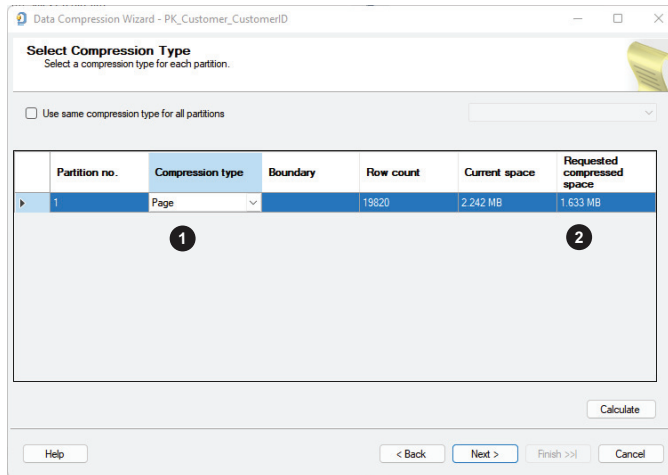 Data Compression Wizard - PK_Customer_CustomerID
Select Compression Type
Select a compression type for each partition.
Use same compression type for all partitions
Partition no. Compression type Boundary Row count Current space Requested compressed space
1 Page 19820 2.242 MB 1.633 MB
1 2
Calculate
Help < Back Next > Finish >>| Cancel